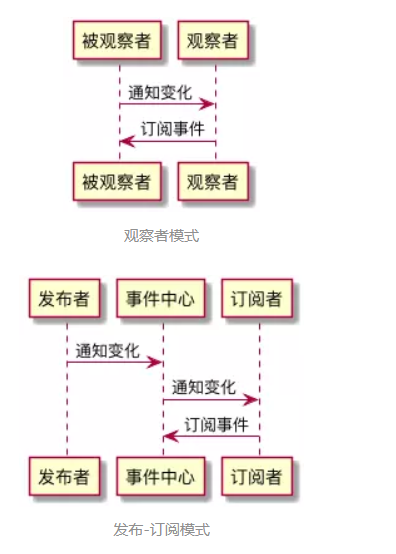 被观察者 观察者
通知变化
订阅事件
被观察者 观察者
观察者模式
发布者 事件中心 订阅者
通知变化
通知变化
订阅事件
发布者 事件中心 订阅者
发布-订阅模式